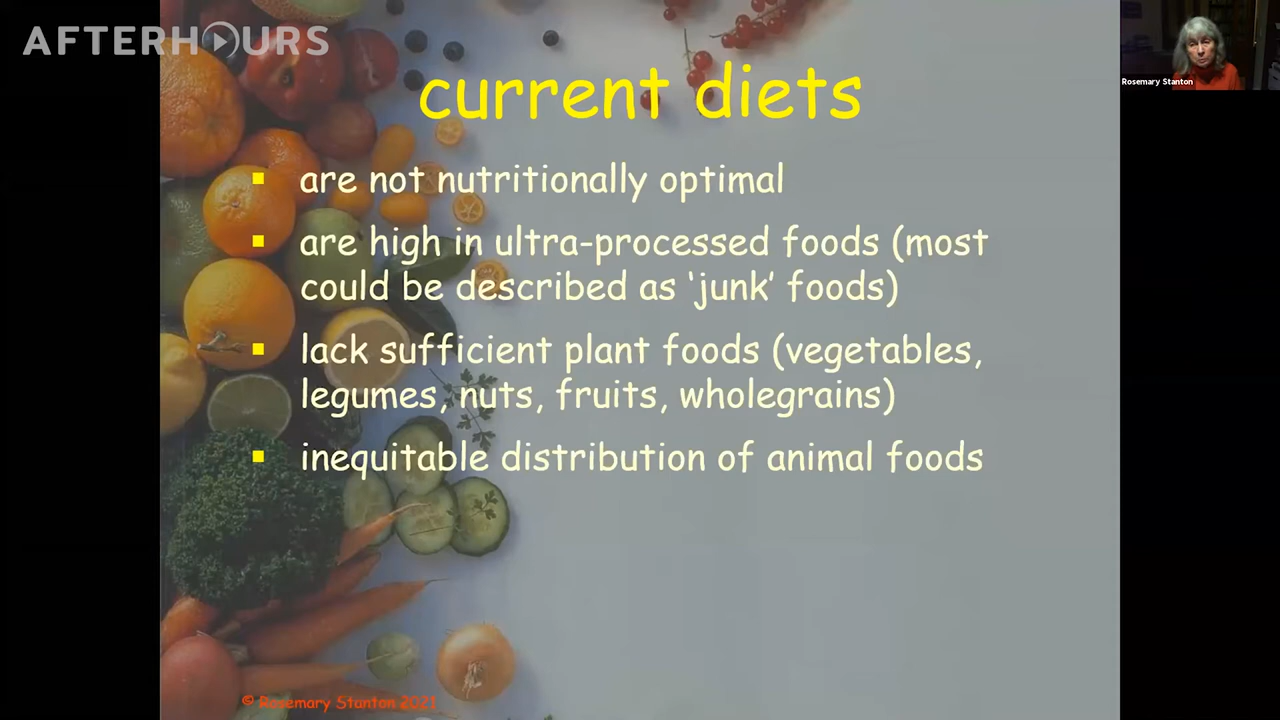 AFTERHOURS
Rosemary Stanton
current diets
▪ are not nutritionally optimal
▪ are high in ultra-processed foods (most
could be described as ‘junk’ foods)
▪ lack sufficient plant foods (vegetables,
legumes, nuts, fruits, wholegrains)
▪ inequitable distribution of animal foods
© Rosemary Stanton 2021